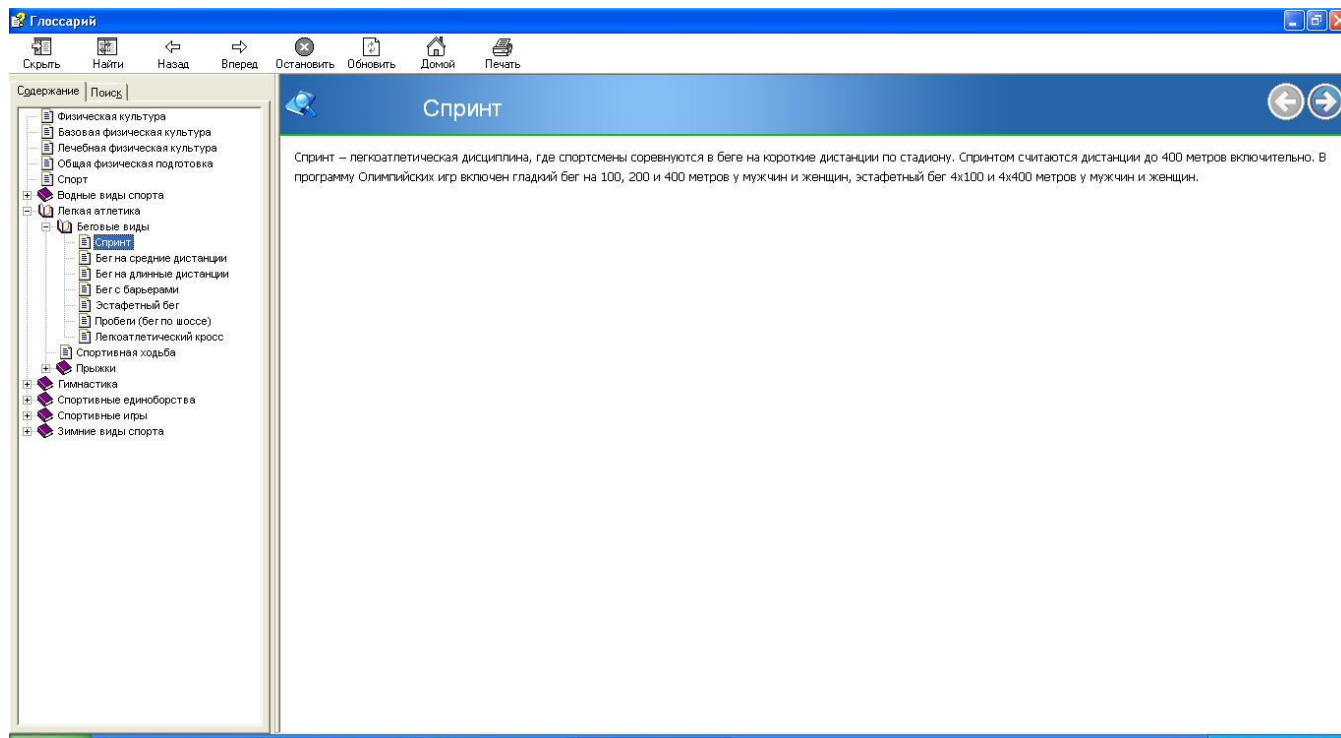 Глоссарий
Скрыть Найти Назад Вперед Остановить Обновить Домой Печать
Содержание Поиск
Физическая культура
Базовая физическая культура
Лечебная физическая культура
Общая физическая подготовка
Спорт
Водные виды спорта
Легкая атлетика
Беговые виды
Спринт
Бег на средние дистанции
Бег на длинные дистанции
Бег с барьерами
Эстафетный бег
Пробеги (бег по шоссе)
Легкоатлетический кросс
Спортивная ходьба
Прыжки
Гимнастика
Спортивные единоборства
Спортивные игры
Зимние виды спорта
Спринт
Спринт – легкоатлетическая дисциплина, где спортсмены соревнуются в беге на короткие дистанции по стадиону. Спринтом считаются дистанции до 400 метров включительно. В
программу Олимпийских игр включен гладкий бег на 100, 200 и 400 метров у мужчин и женщин, эстафетный бег 4х100 и 4х400 метров у мужчин и женщин.